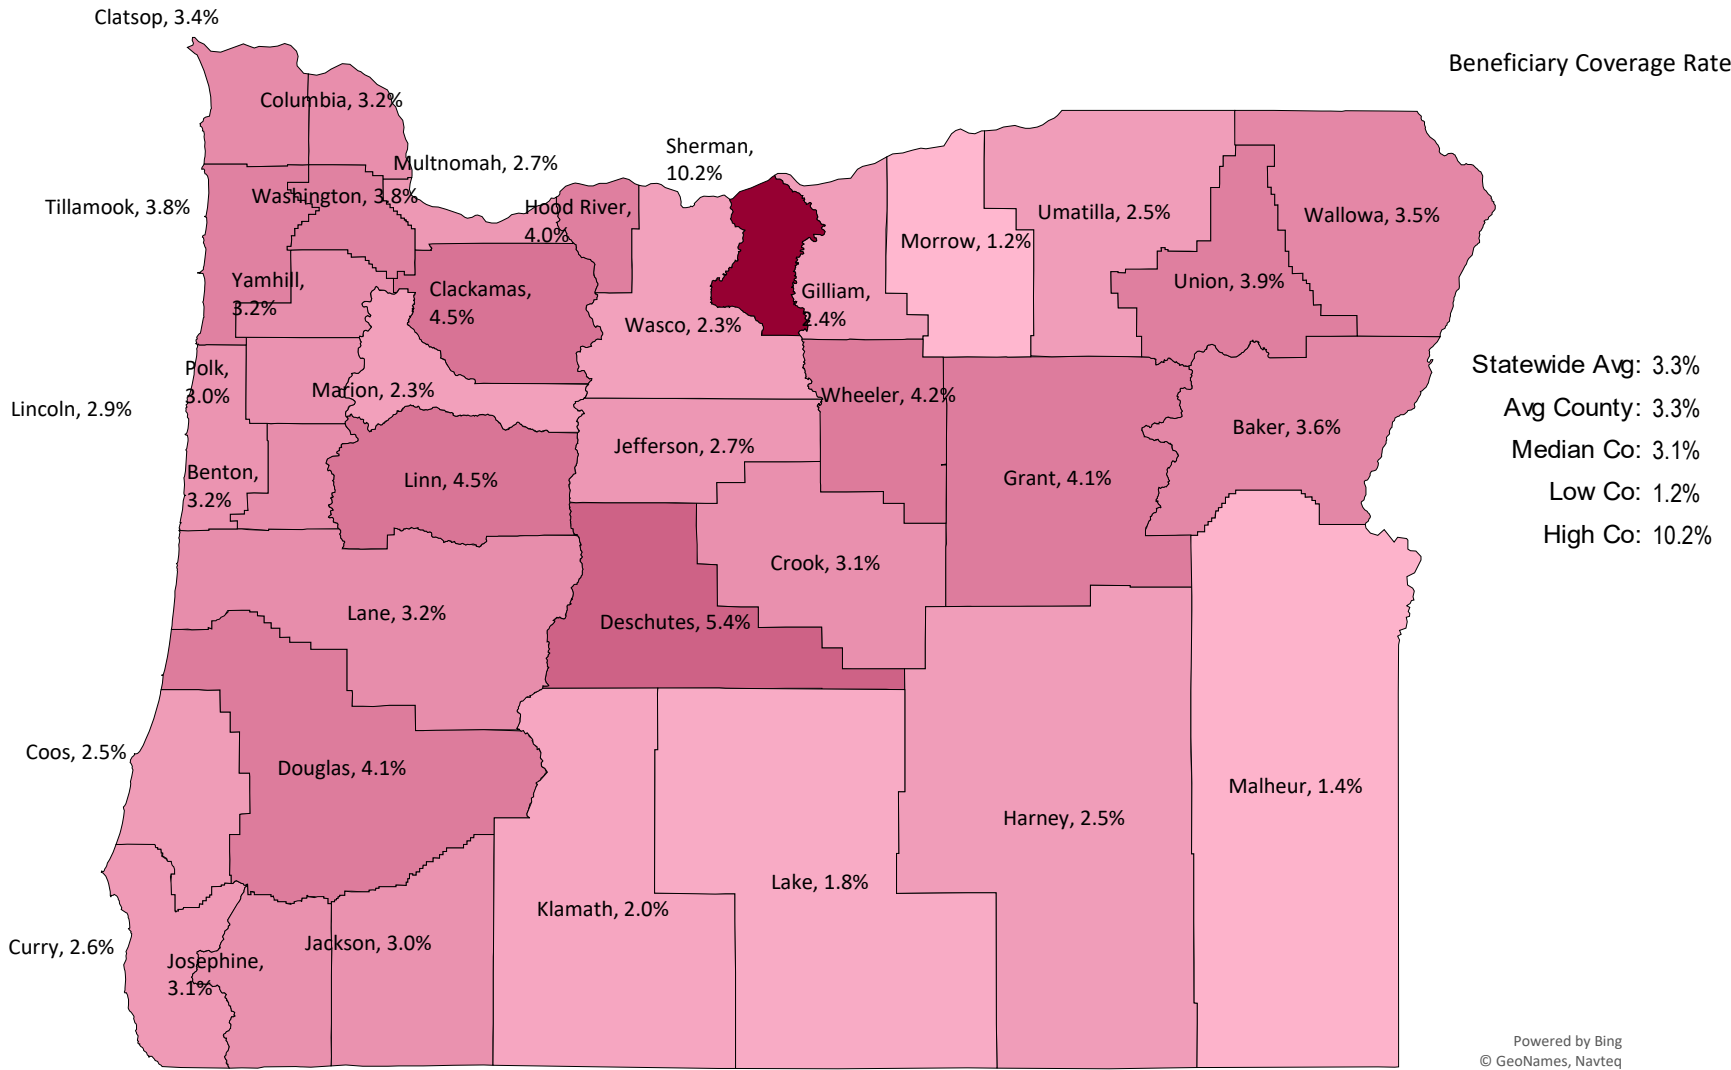 Clatsop, 3.4%
Beneficiary Coverage Rate
Columbia, 3.2%
Sherman,
10.2%
Multnomah, 2.7%
Washington, 3.8%
Tillamook, 3.8%
Hood River,
4.0%
Umatilla, 2.5%
Wallowa, 3.5%
Morrow, 1.2%
Yamhill,
3.2%
Clackamas,
4.5%
Gilliam,
2.4%
Union, 3.9%
Wasco, 2.3%
Statewide Avg: 3.3%
Polk,
3.0%
Marion, 2.3%
Wheeler, 4.2%
Lincoln, 2.9%
Avg County: 3.3%
Baker, 3.6%
Jefferson, 2.7%
Median Co: 3.1%
Benton,
3.2%
Linn, 4.5%
Grant, 4.1%
Low Co: 1.2%
High Co: 10.2%
Crook, 3.1%
Lane, 3.2%
Deschutes, 5.4%
Coos, 2.5%
Douglas, 4.1%
Malheur, 1.4%
Harney, 2.5%
Lake, 1.8%
Klamath, 2.0%
Curry, 2.6%
Jackson, 3.0%
Josephine,
3.1%
Powered by Bing
© GeoNames, Navteq